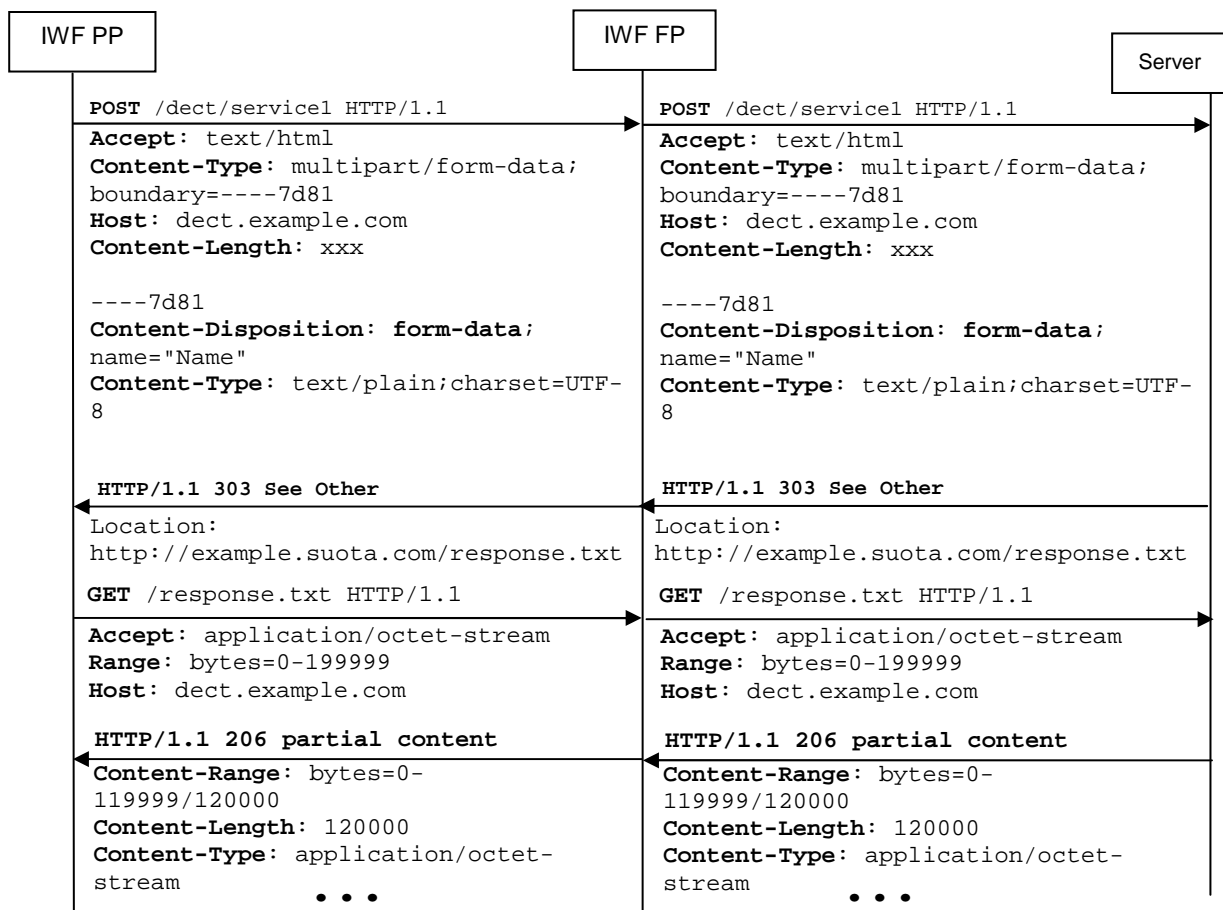 IWF PP
IWF FP
Server
POST /dect/service1 HTTP/1.1
Accept: text/html
Content-Type: multipart/form-data;
boundary=----7d81
Host: dect.example.com
Content-Length: xxx
----7d81
Content-Disposition: form-data;
name="Name"
Content-Type: text/plain;charset=UTF-
8
POST /dect/service1 HTTP/1.1
Accept: text/html
Content-Type: multipart/form-data;
boundary=----7d81
Host: dect.example.com
Content-Length: xxx
----7d81
Content-Disposition: form-data;
name="Name"
Content-Type: text/plain;charset=UTF-
8
HTTP/1.1 303 See Other
Location:
http://example.suota.com/response.txt
HTTP/1.1 303 See Other
Location:
http://example.suota.com/response.txt
GET /response.txt HTTP/1.1
Accept: application/octet-stream
Range: bytes=0-199999
Host: dect.example.com
GET /response.txt HTTP/1.1
Accept: application/octet-stream
Range: bytes=0-199999
Host: dect.example.com
HTTP/1.1 206 partial content
Content-Range: bytes=0-
119999/120000
Content-Length: 120000
Content-Type: application/octet-
stream
• • •
HTTP/1.1 206 partial content
Content-Range: bytes=0-
119999/120000
Content-Length: 120000
Content-Type: application/octet-
stream
• • •